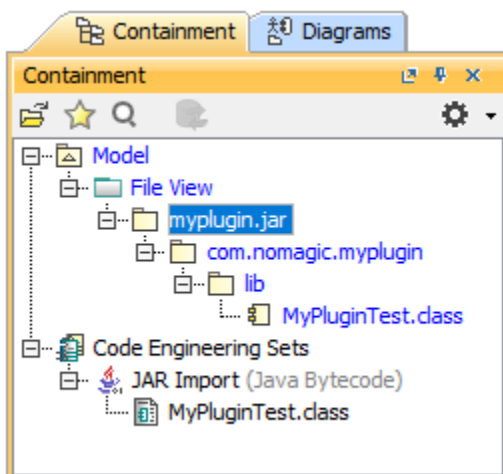 Containment Diagrams
Containment
Model
File View
myplugin.jar
com.nomagic.myplugin
lib
MyPluginTest.class
Code Engineering Sets
JAR Import (Java Bytecode)
MyPluginTest.class